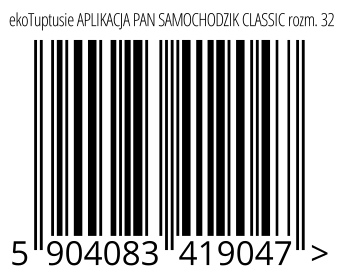 ekoTuptusie APLIKACJA PAN SAMOCHODZIK CLASSIC rozm. 32
5 904083 419047 >